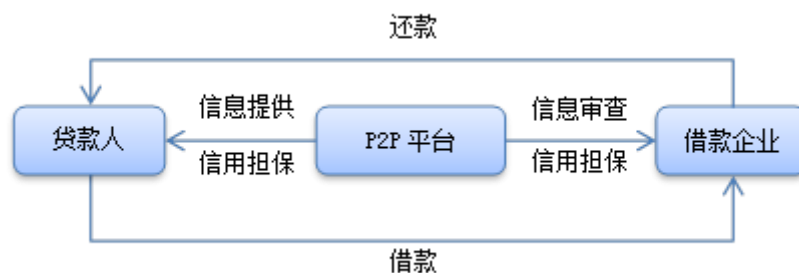 还款
信息提供
信息审查
贷款人
P2P 平台
借款企业
信用担保
信用担保
借款